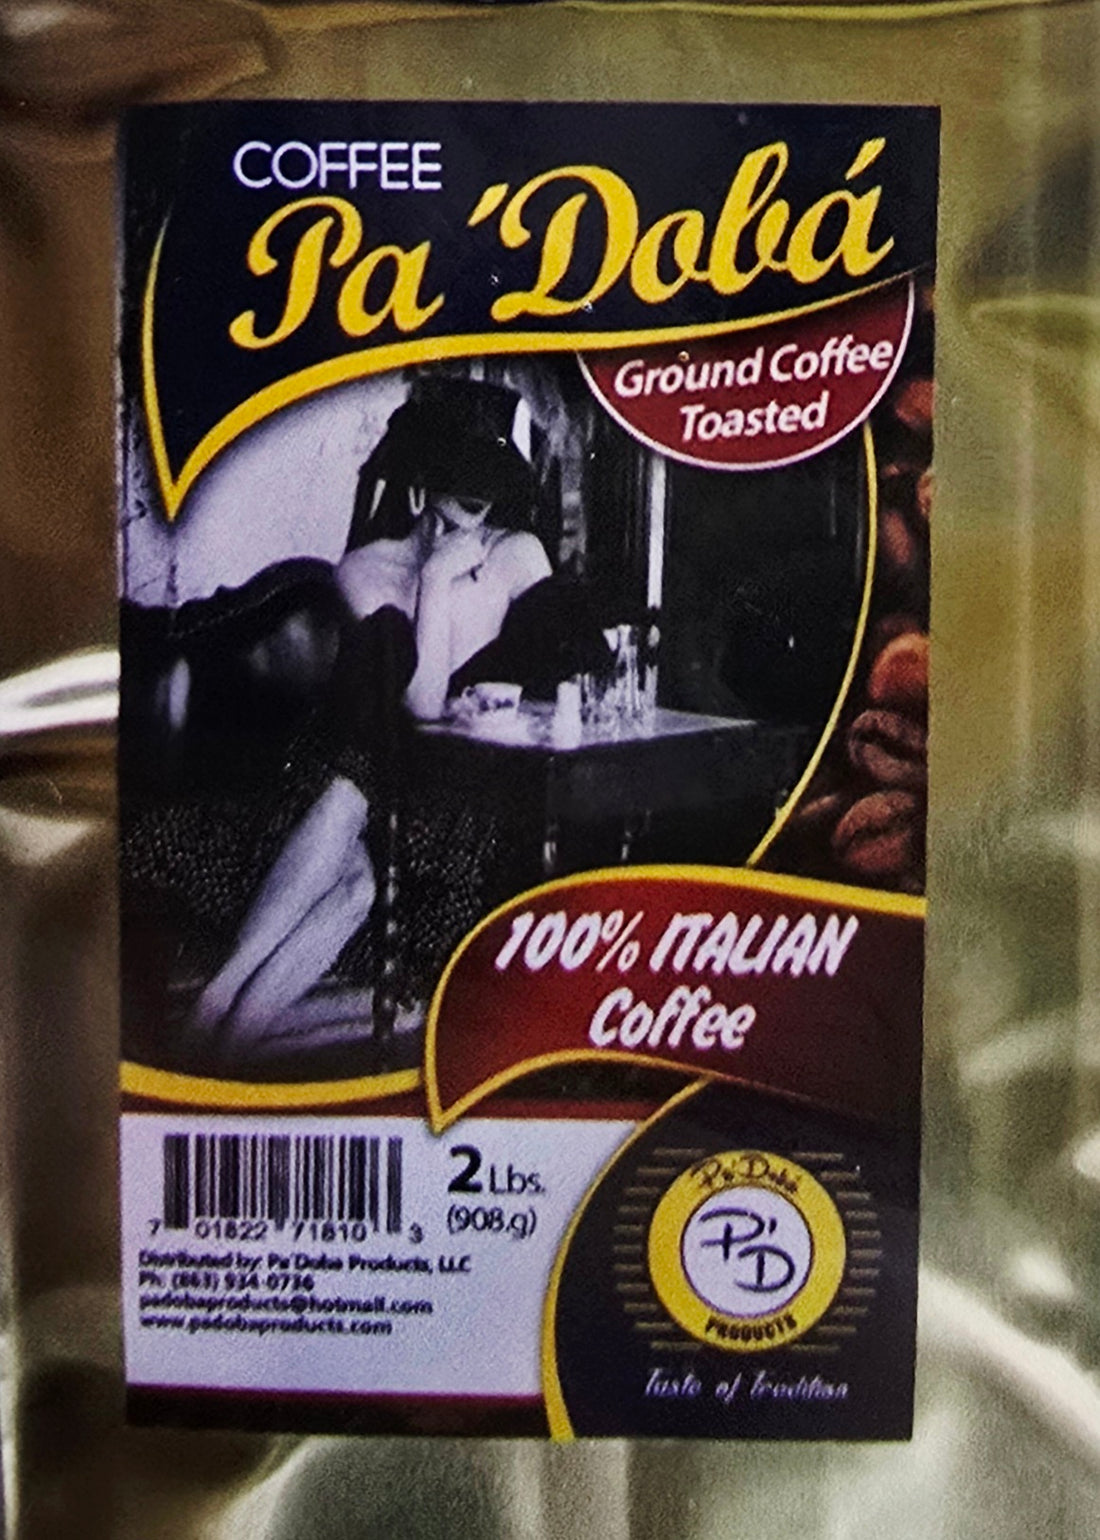 COFFEE
Pa 'Dobá
Ground Coffee
Toasted
100% ITALIAN
Coffee
2 Lbs.
(908.g)
7 01822 71810 3
Distributed by: Pa'Doba Products, LLC
Ph: (863) 934-0736
padobaproducts@hotmail.com
www.padobaproducts.com
Pa'Dobá
P'D
PRODUCTS
Taste of Tradition